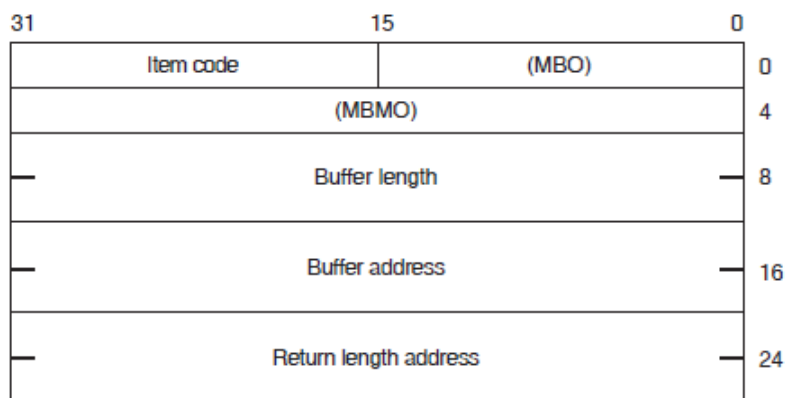 31 15 0
Item code (MBO) 0
(MBMO) 4
Buffer length 8
Buffer address 16
Return length address 24